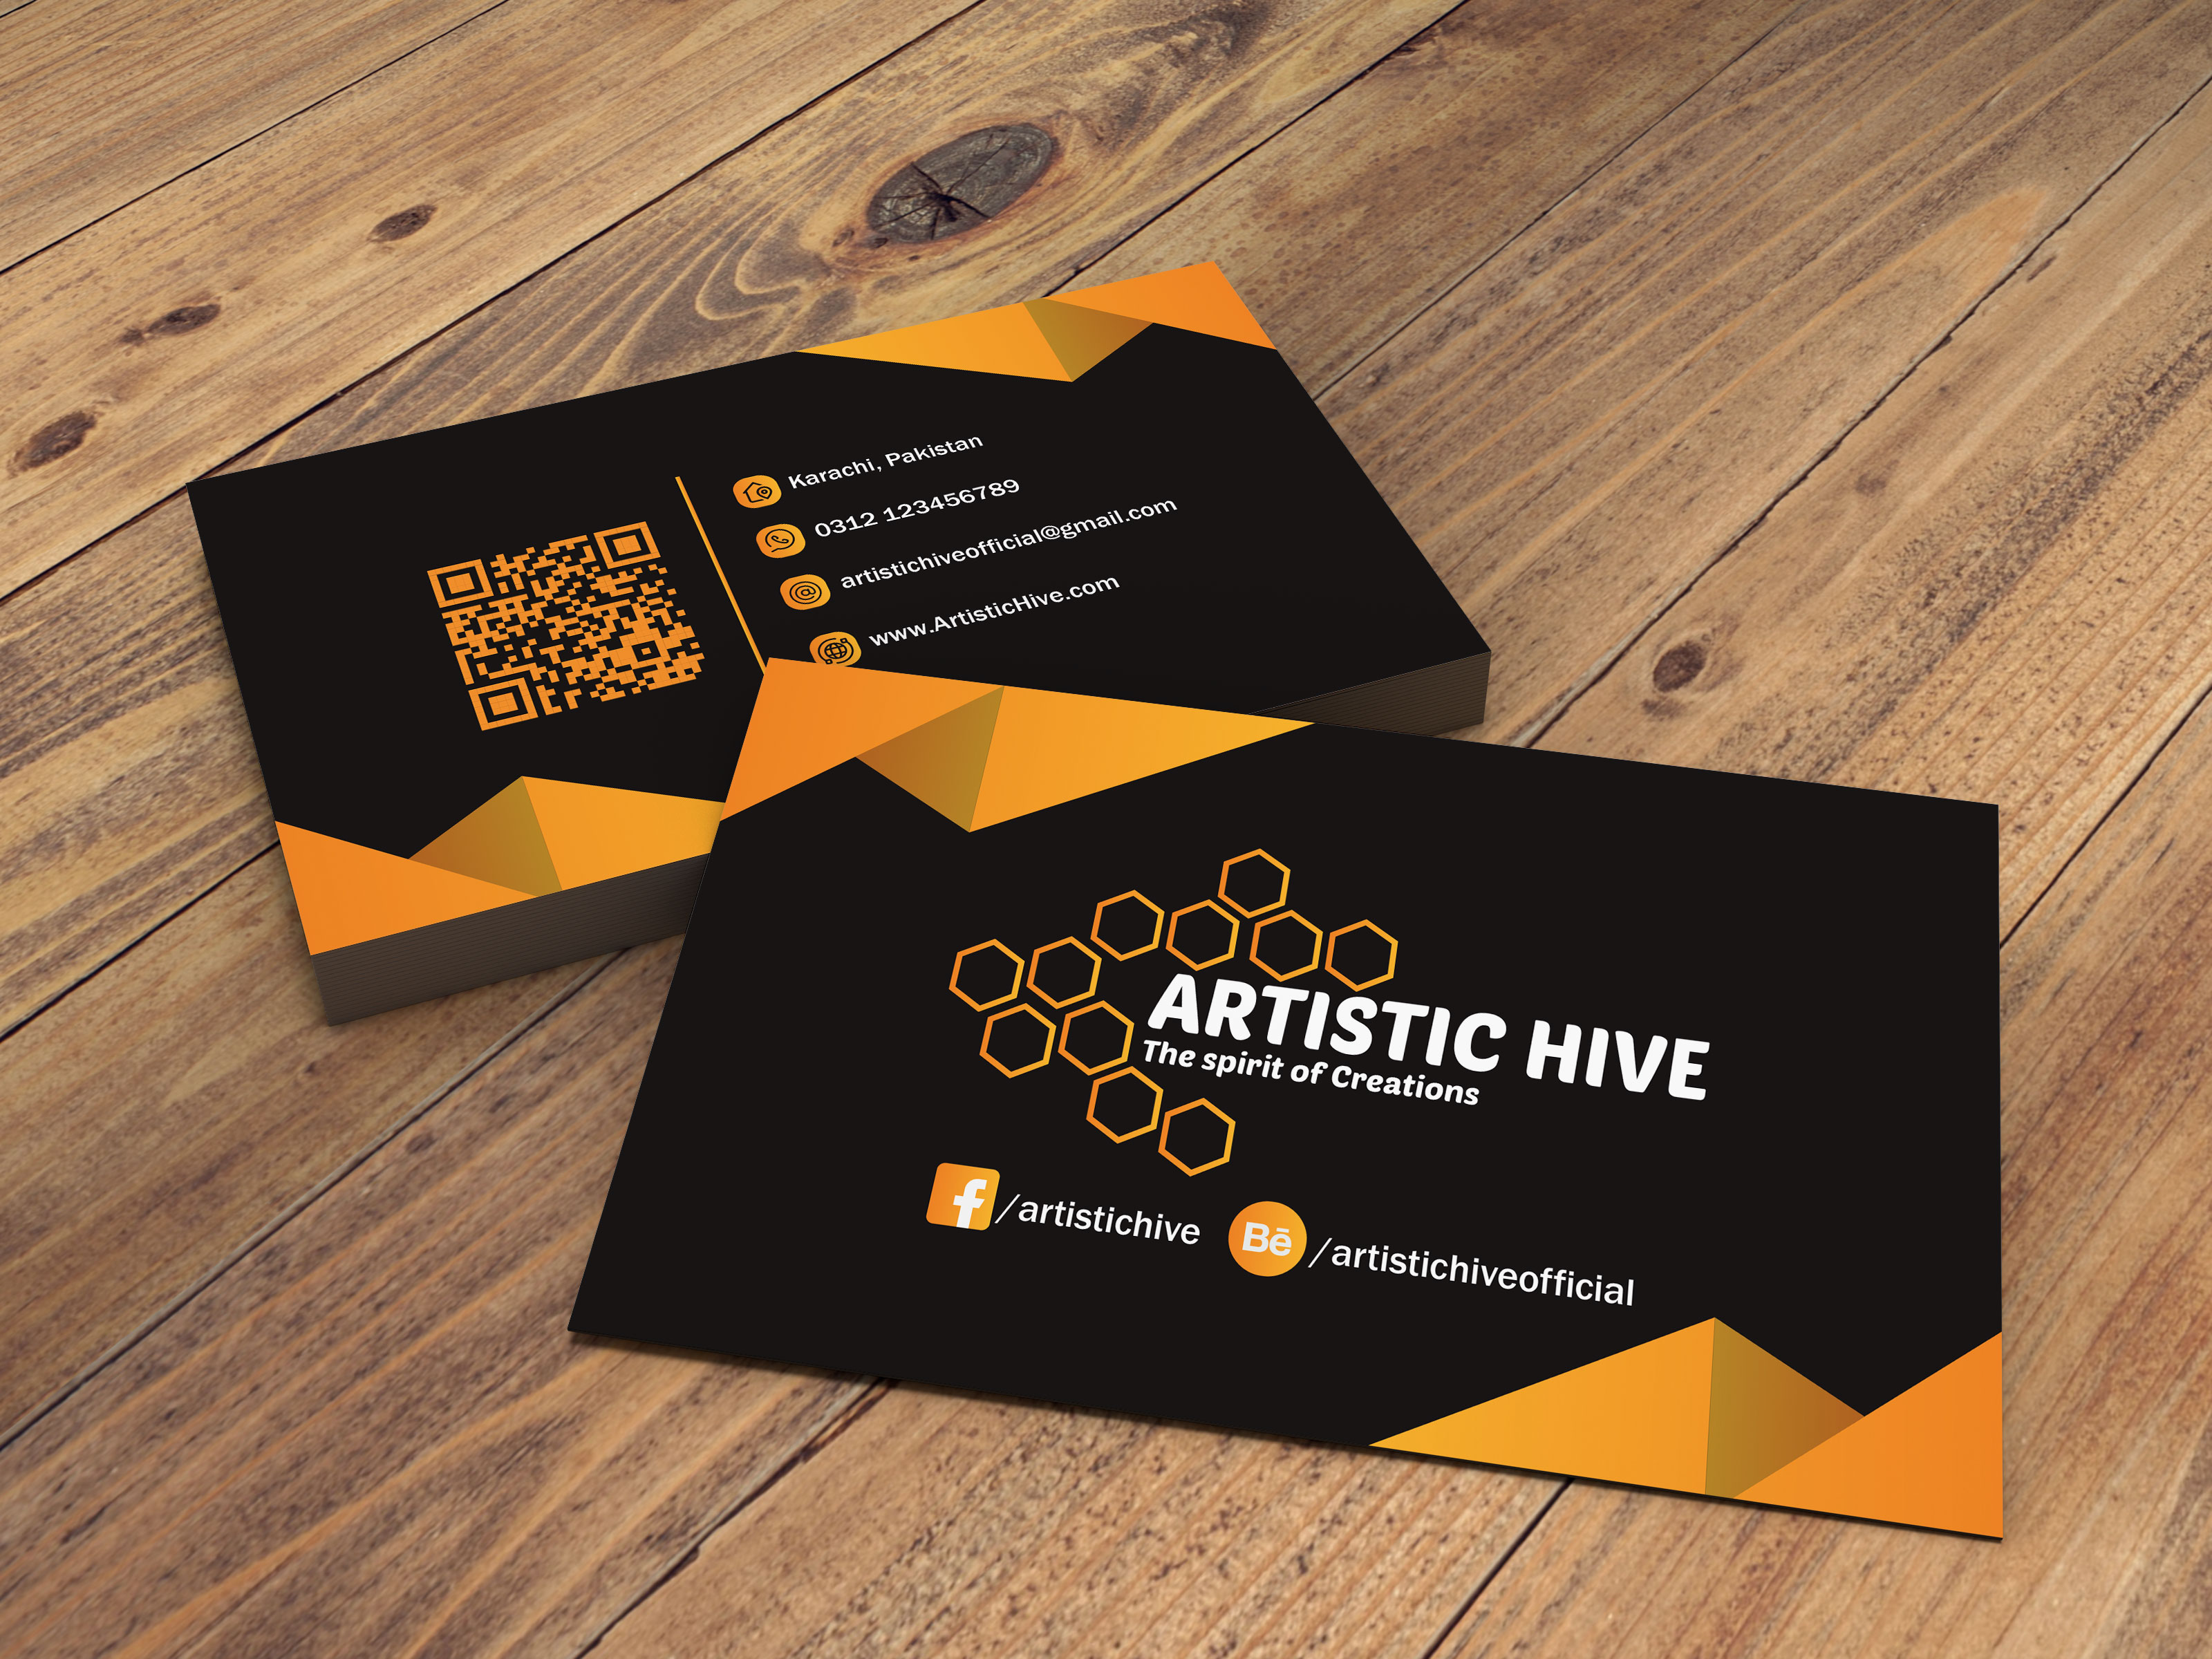 Karachi, Pakistan
0312 123456789
artistichiveofficial@gmail.com
www.ArtisticHive.com
ARTISTIC HIVE
The spirit of Creations
f /artistichive
Bē /artistichiveofficial